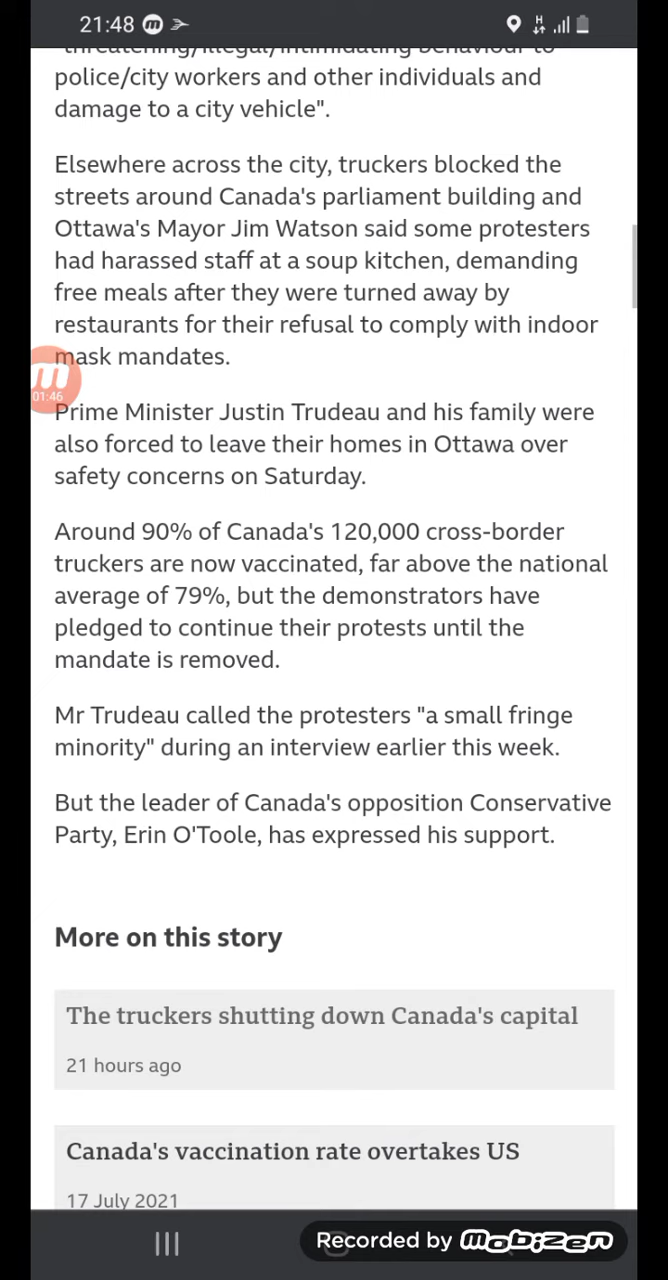 21:48
"threatening/illegal/intimidating behaviour to
police/city workers and other individuals and
damage to a city vehicle".
Elsewhere across the city, truckers blocked the
streets around Canada's parliament building and
Ottawa's Mayor Jim Watson said some protesters
had harassed staff at a soup kitchen, demanding
free meals after they were turned away by
restaurants for their refusal to comply with indoor
mask mandates.
01:46
Prime Minister Justin Trudeau and his family were
also forced to leave their homes in Ottawa over
safety concerns on Saturday.
Around 90% of Canada's 120,000 cross-border
truckers are now vaccinated, far above the national
average of 79%, but the demonstrators have
pledged to continue their protests until the
mandate is removed.
Mr Trudeau called the protesters "a small fringe
minority" during an interview earlier this week.
But the leader of Canada's opposition Conservative
Party, Erin O'Toole, has expressed his support.
More on this story
The truckers shutting down Canada's capital
21 hours ago
Canada's vaccination rate overtakes US
17 July 2021
Recorded by mobizen